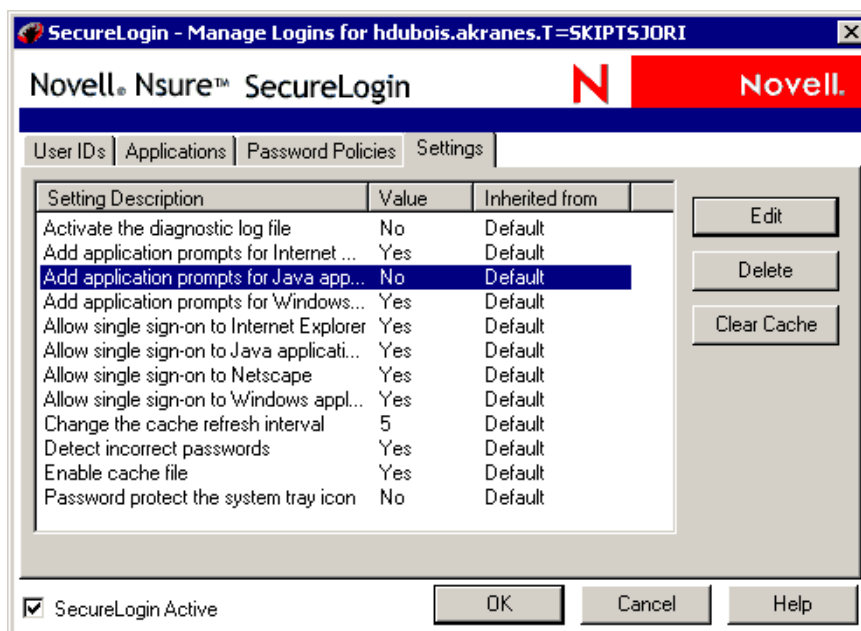 SecureLogin - Manage Logins for hdubois.akranes.T=SKIPTSJORI
Novell® Nsure™ SecureLogin N Novell®
User IDs Applications Password Policies Settings
Setting Description Value Inherited from
Activate the diagnostic log file No Default
Add application prompts for Internet ... Yes Default
Add application prompts for Java app... No Default
Add application prompts for Windows... Yes Default
Allow single sign-on to Internet Explorer Yes Default
Allow single sign-on to Java applicati... Yes Default
Allow single sign-on to Netscape Yes Default
Allow single sign-on to Windows appl... Yes Default
Change the cache refresh interval 5 Default
Detect incorrect passwords Yes Default
Enable cache file Yes Default
Password protect the system tray icon No Default
Edit
Delete
Clear Cache
SecureLogin Active OK Cancel Help